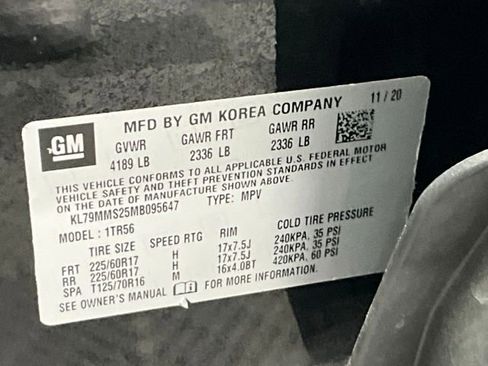 MFD BY GM KOREA COMPANY 11 / 20
GM
GVWR GAWR FRT GAWR RR
4189 LB 2336 LB 2336 LB
THIS VEHICLE CONFORMS TO ALL APPLICABLE U.S. FEDERAL MOTOR
VEHICLE SAFETY AND THEFT PREVENTION STANDARDS IN EFFECT
ON THE DATE OF MANUFACTURE SHOWN ABOVE.
KL79MMS25MB095647 TYPE: MPV
MODEL : 1TR56
TIRE SIZE SPEED RTG RIM COLD TIRE PRESSURE
FRT 225/60R17 H 17x7.5J 240KPA, 35 PSI
RR 225/60R17 H 17x7.5J 240KPA, 35 PSI
SPA T125/70R16 M 16x4.0BT 420KPA, 60 PSI
SEE OWNER'S MANUAL FOR MORE INFORMATION.